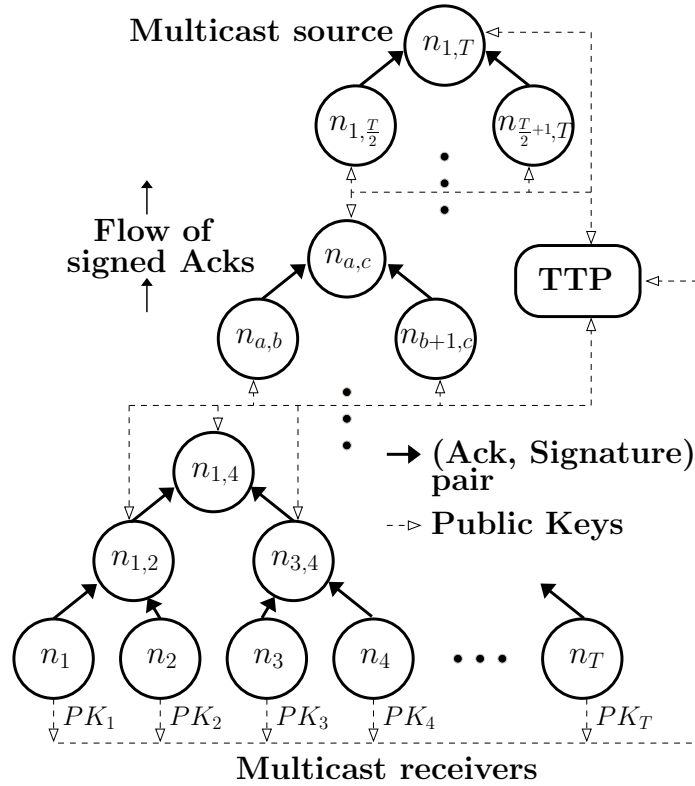 Multicast source
n_{1,T}
n_{1,\frac{T}{2}}
n_{\frac{T}{2}+1,T}
Flow of
signed Acks
n_{a,c}
TTP
n_{a,b}
n_{b+1,c}
(Ack, Signature)
pair
n_{1,4}
Public Keys
n_{1,2}
n_{3,4}
n_1
n_2
n_3
n_4
n_T
PK_1
PK_2
PK_3
PK_4
PK_T
Multicast receivers